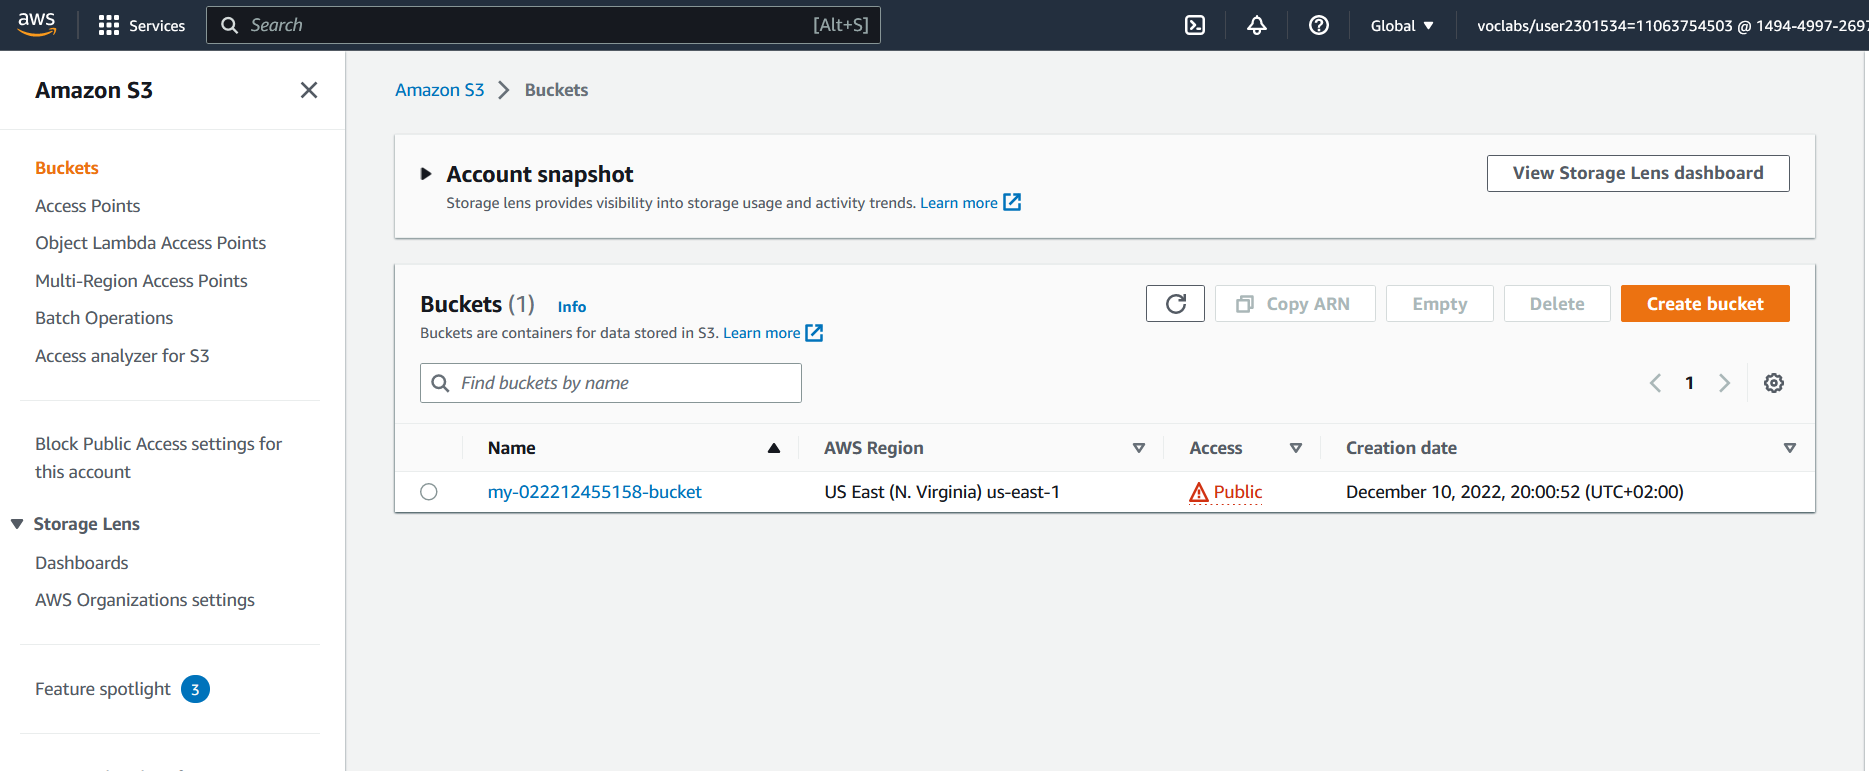 aws
Services
Search
[Alt+S]
Global
voclabs/user2301534=11063754503 @ 1494-4997-2697
Amazon S3
Buckets
Access Points
Object Lambda Access Points
Multi-Region Access Points
Batch Operations
Access analyzer for S3
Block Public Access settings for
this account
Storage Lens
Dashboards
AWS Organizations settings
Feature spotlight 3
Amazon S3 > Buckets
Account snapshot
Storage lens provides visibility into storage usage and activity trends. Learn more
View Storage Lens dashboard
Buckets (1) Info
Buckets are containers for data stored in S3. Learn more
Copy ARN
Empty
Delete
Create bucket
Find buckets by name
1
Name AWS Region Access Creation date
my-022212455158-bucket US East (N. Virginia) us-east-1 Public December 10, 2022, 20:00:52 (UTC+02:00)